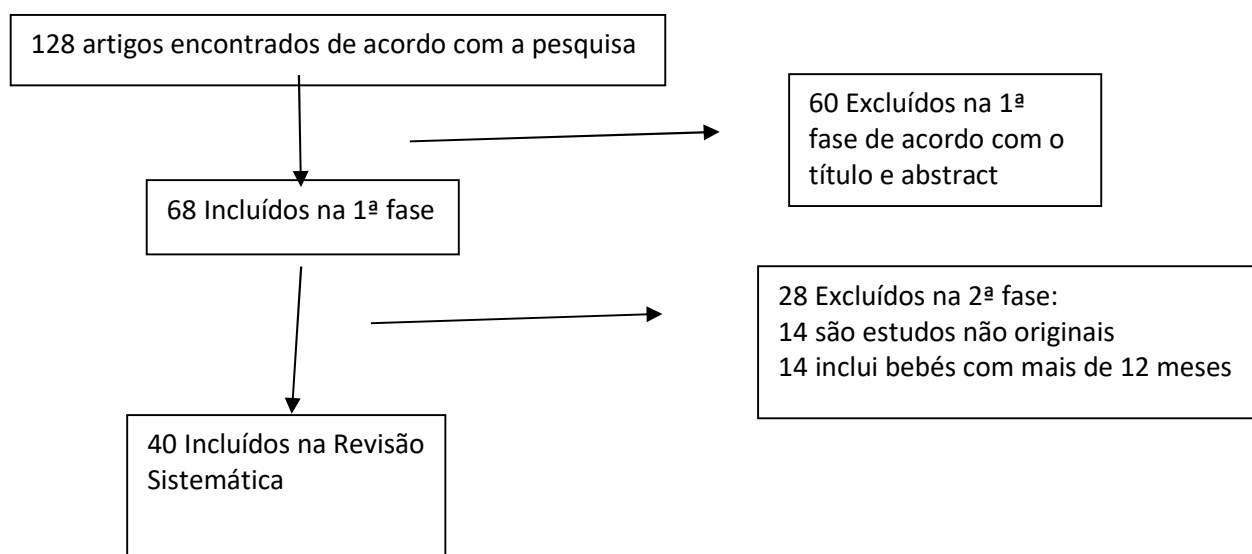 128 artigos encontrados de acordo com a pesquisa
60 Excluídos na 1ª
fase de acordo com o
título e abstract
68 Incluídos na 1ª fase
28 Excluídos na 2ª fase:
14 são estudos não originais
14 inclui bebés com mais de 12 meses
40 Incluídos na Revisão
Sistemática